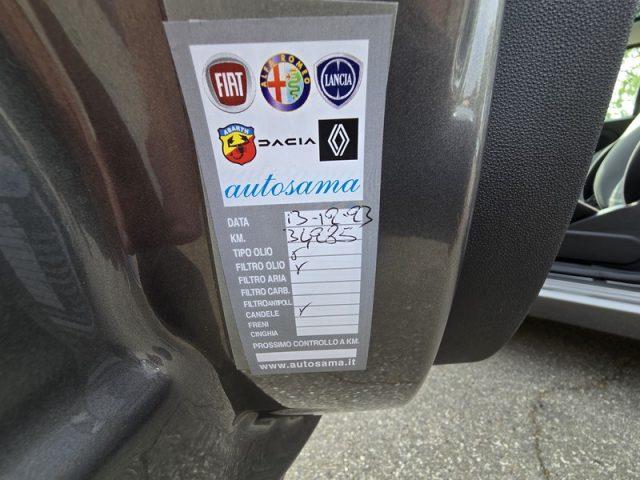 FIAT ALFA ROMEO LANCIA
ABARTH DACIA
autosama
DATA 13-12-23
KM. 34985
TIPO OLIO √
FILTRO OLIO √
FILTRO ARIA
FILTRO CARB.
FILTRO ANTIPOLL.
CANDELE √
FRENI
CINGHIA
PROSSIMO CONTROLLO A KM.
www.autosama.it